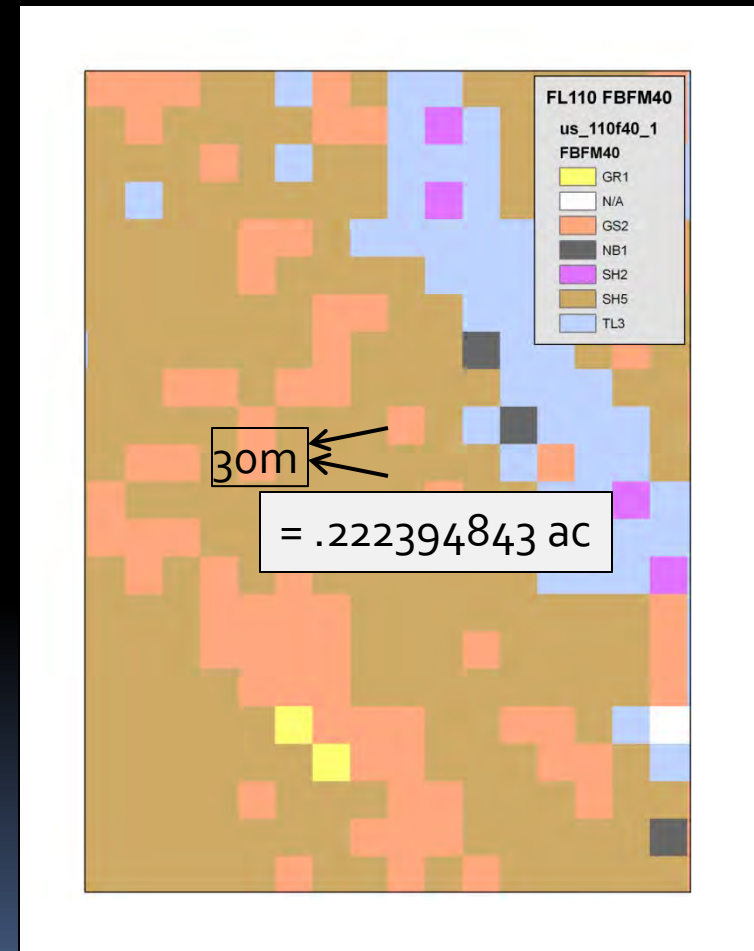 FL110 FBFM40
us_110f40_1
FBFM40
GR1
N/A
GS2
NB1
SH2
SH5
TL3
30m
= .222394843 ac